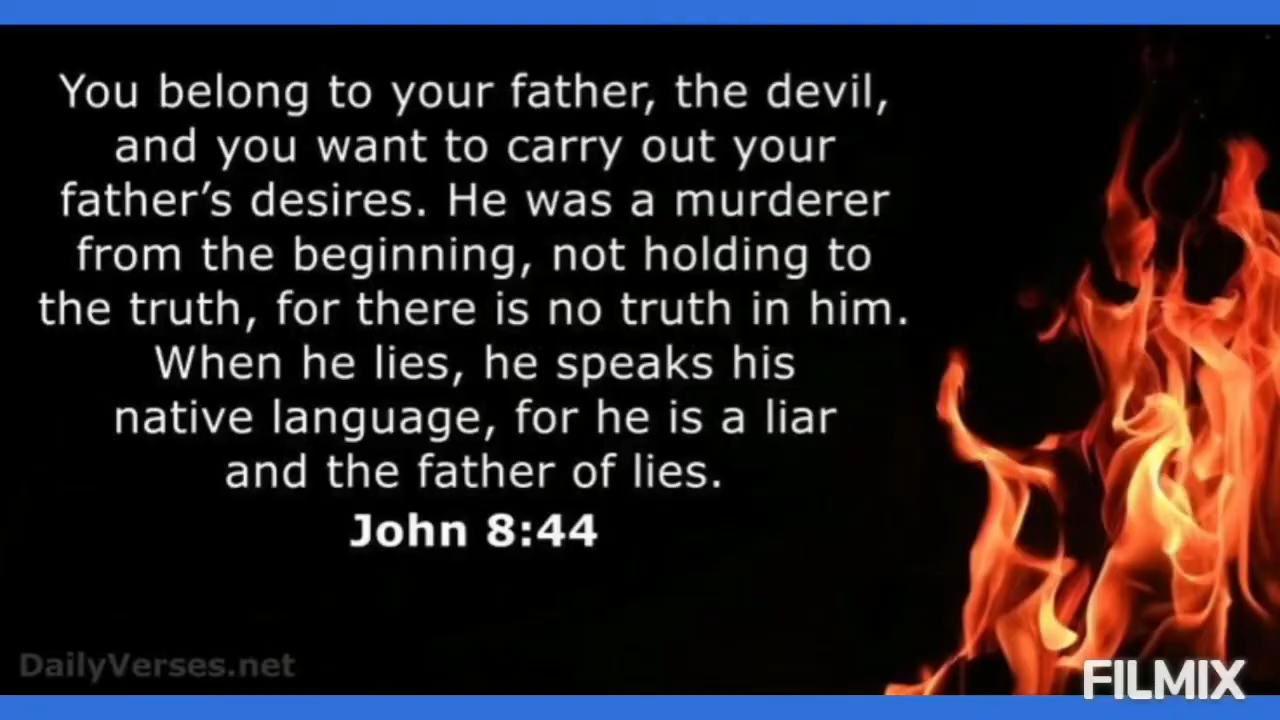 You belong to your father, the devil,
and you want to carry out your
father’s desires. He was a murderer
from the beginning, not holding to
the truth, for there is no truth in him.
When he lies, he speaks his
native language, for he is a liar
and the father of lies.
John 8:44
DailyVerses.net
FILMIX